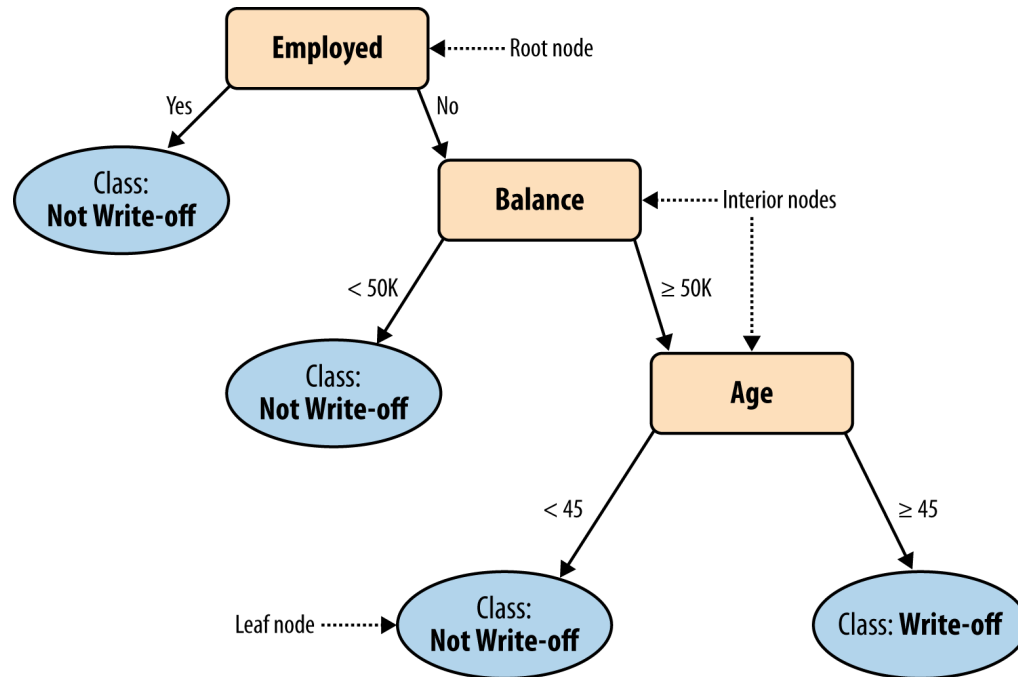 Employed
Root node
Yes
No
Class:
Not Write-off
Balance
Interior nodes
< 50K
≥ 50K
Class:
Not Write-off
Age
< 45
≥ 45
Leaf node
Class:
Not Write-off
Class: Write-off